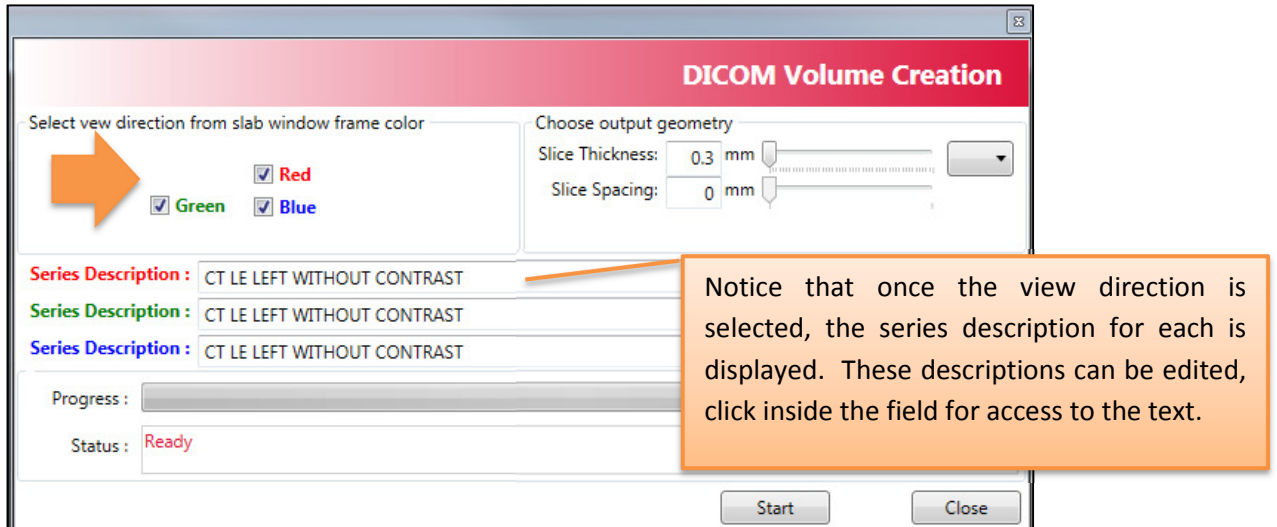 DICOM Volume Creation
Select vew direction from slab window frame color
Red
Green
Blue
Choose output geometry
Slice Thickness: 0.3 mm
Slice Spacing: 0 mm
Series Description : CT LE LEFT WITHOUT CONTRAST
Series Description : CT LE LEFT WITHOUT CONTRAST
Series Description : CT LE LEFT WITHOUT CONTRAST
Notice that once the view direction is
selected, the series description for each is
displayed. These descriptions can be edited,
click inside the field for access to the text.
Progress :
Status : Ready
Start
Close